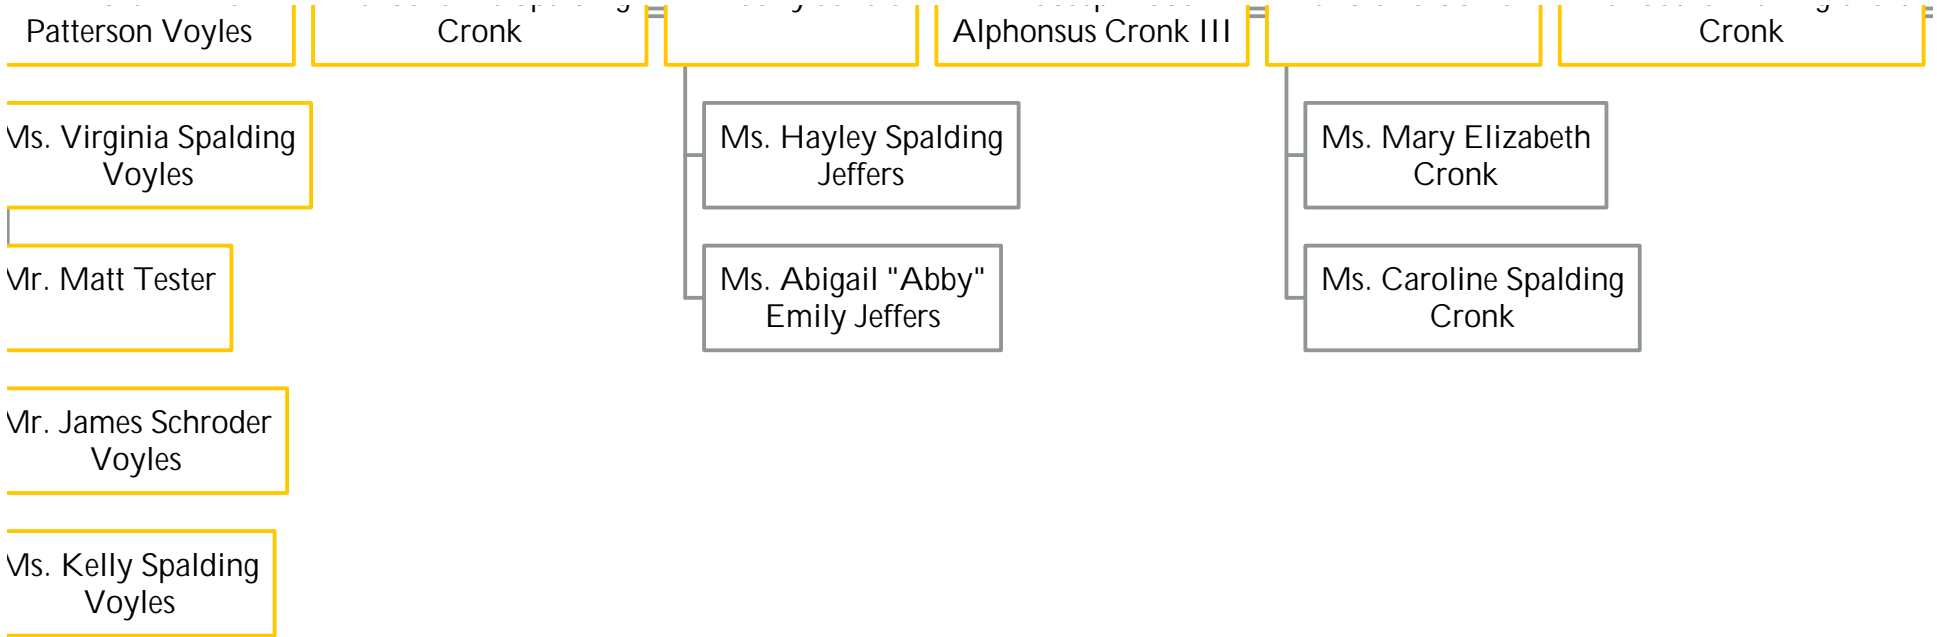 Patterson Voyles
Cronk
Alphonsus Cronk III
Cronk
Ms. Virginia Spalding
Voyles
Ms. Hayley Spalding
Jeffers
Ms. Mary Elizabeth
Cronk
Mr. Matt Tester
Ms. Abigail "Abby"
Emily Jeffers
Ms. Caroline Spalding
Cronk
Mr. James Schroder
Voyles
Ms. Kelly Spalding
Voyles